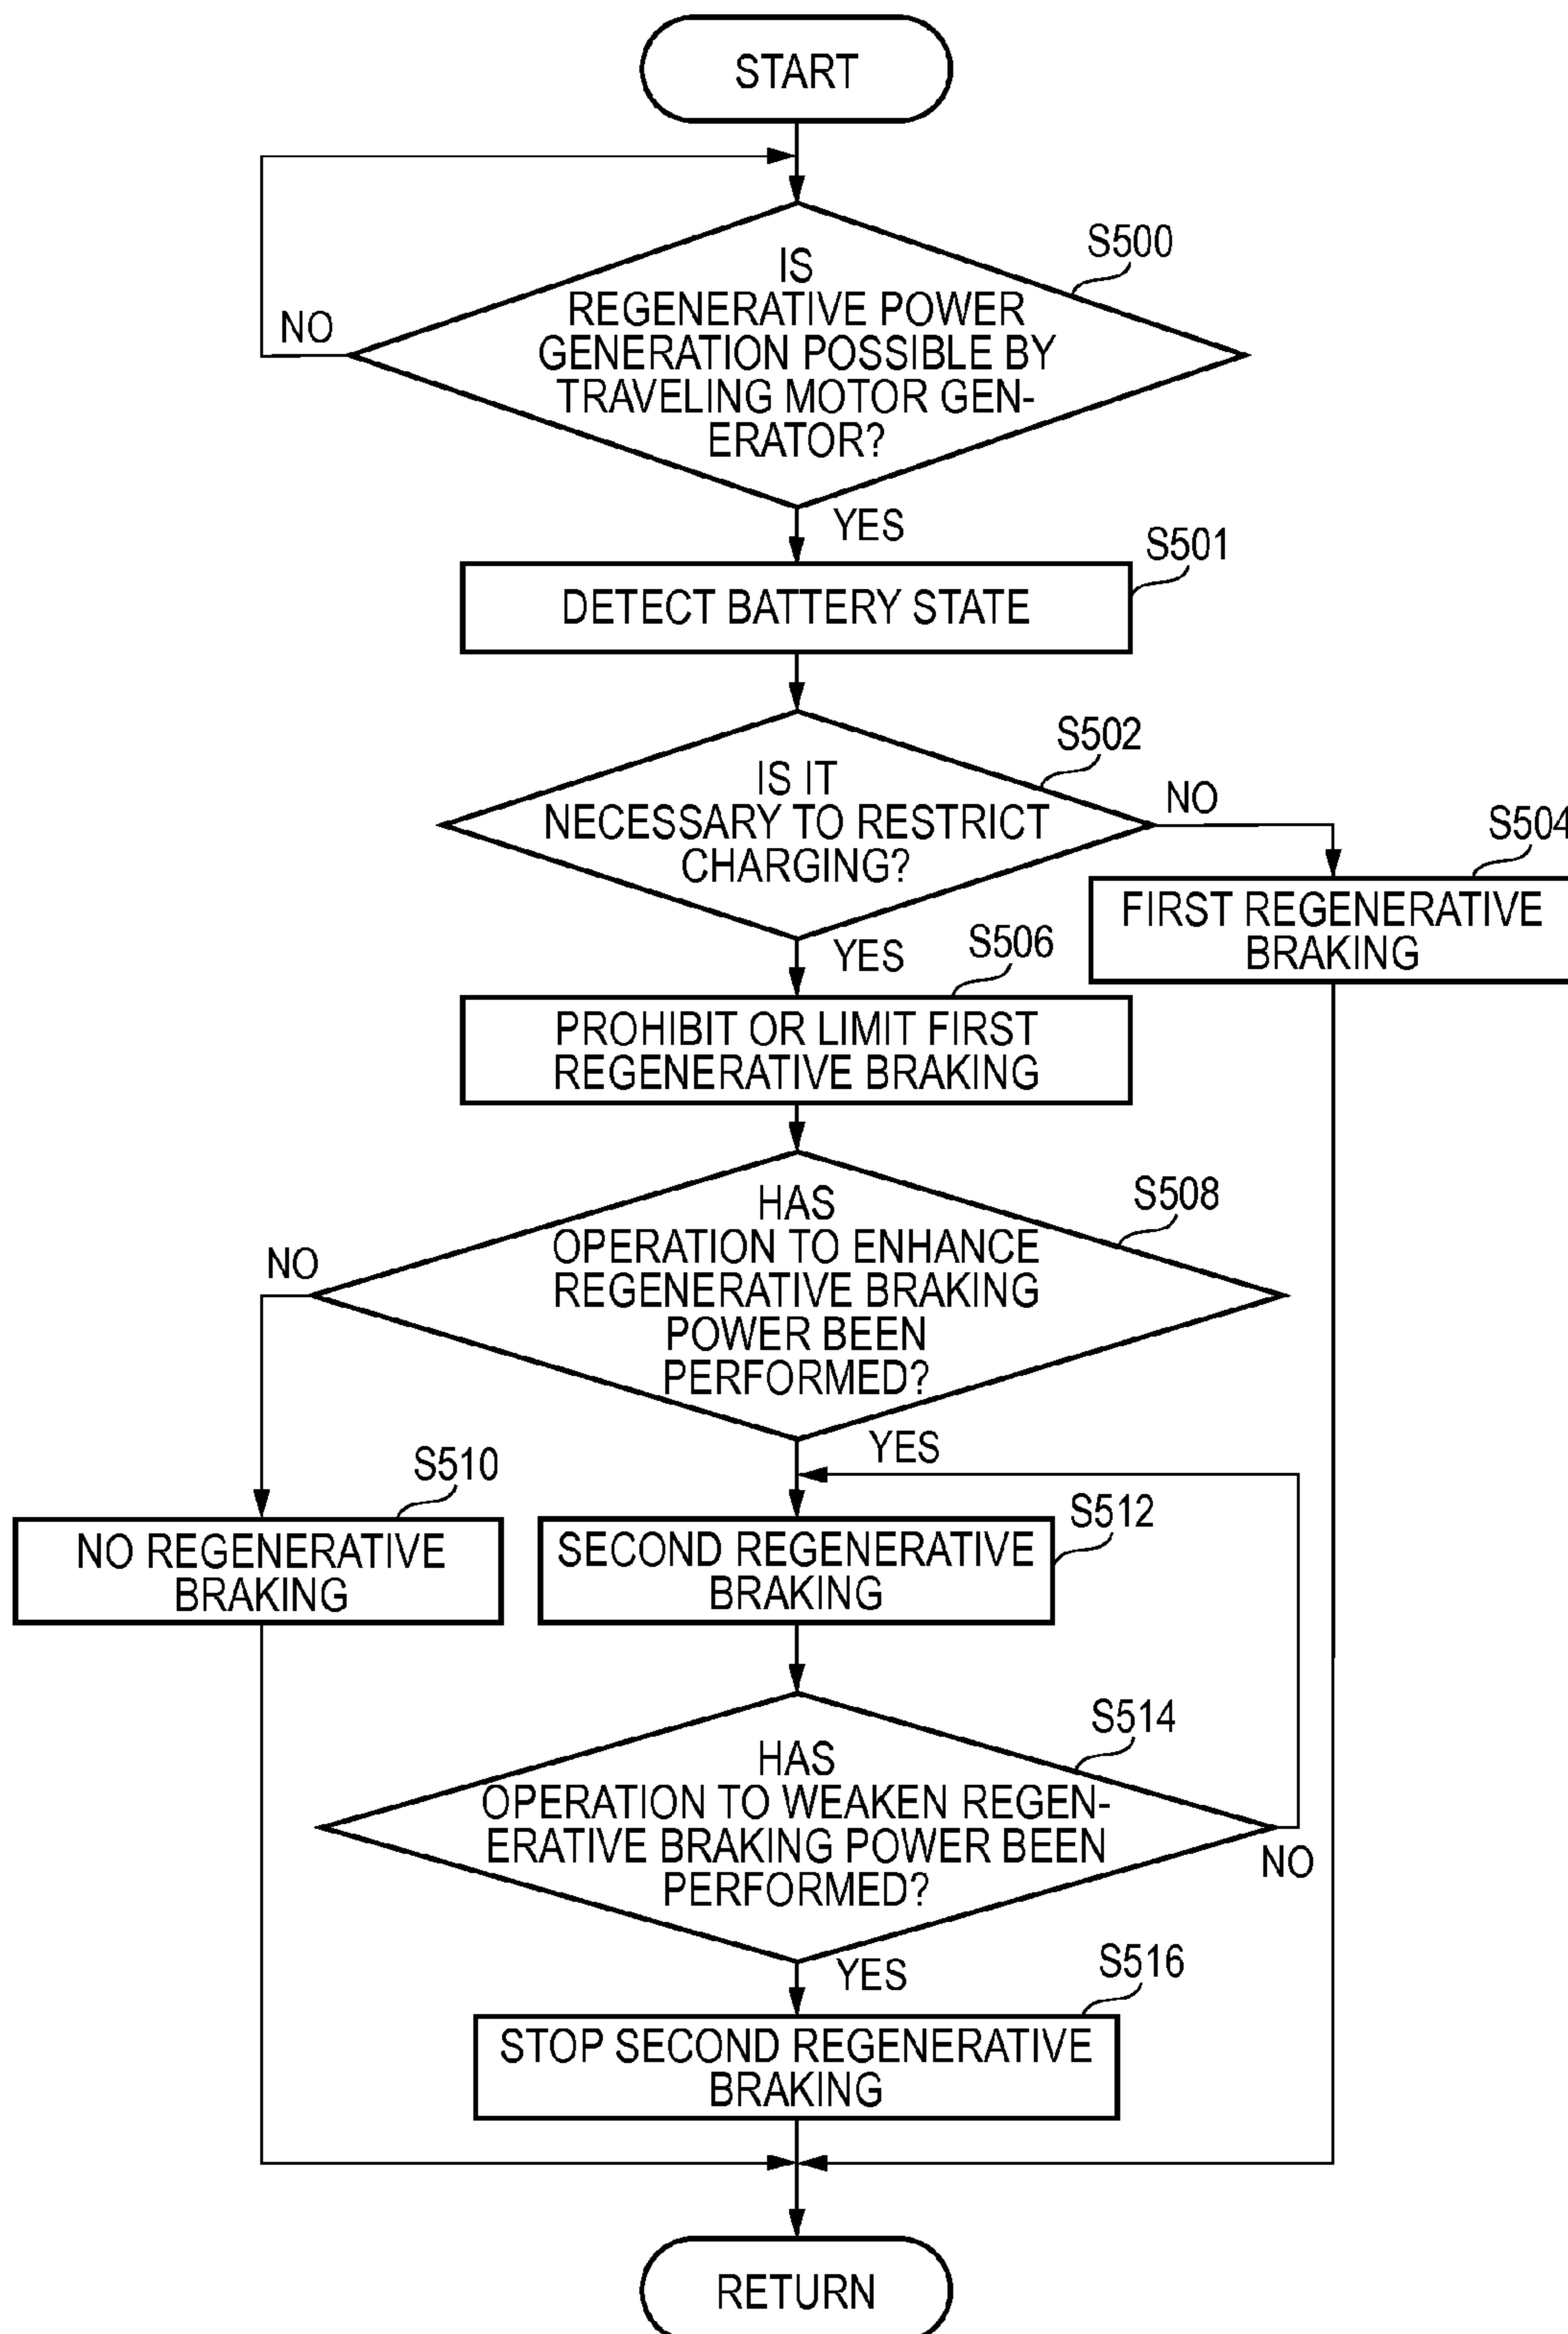 START
S500
IS
REGENERATIVE POWER
GENERATION POSSIBLE BY
TRAVELING MOTOR GEN-
ERATOR?
NO
YES
S501
DETECT BATTERY STATE
S502
IS IT
NECESSARY TO RESTRICT
CHARGING?
NO
S504
FIRST REGENERATIVE
BRAKING
YES
S506
PROHIBIT OR LIMIT FIRST
REGENERATIVE BRAKING
S508
HAS
OPERATION TO ENHANCE
REGENERATIVE BRAKING
POWER BEEN
PERFORMED?
NO
YES
S510
NO REGENERATIVE
BRAKING
S512
SECOND REGENERATIVE
BRAKING
S514
HAS
OPERATION TO WEAKEN REGEN-
ERATIVE BRAKING POWER BEEN
PERFORMED?
NO
YES
S516
STOP SECOND REGENERATIVE
BRAKING
RETURN